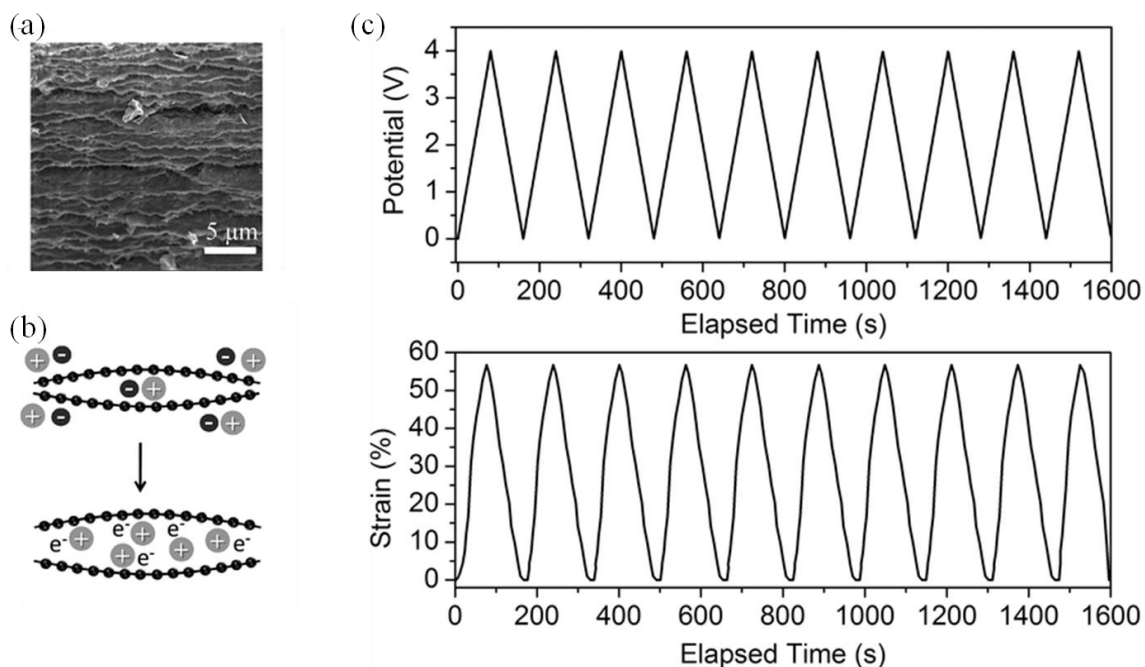 (a)
5 μm
(b)
+ - - +
- +
+ - - +
e⁻ + e⁻ + e⁻ + e⁻
+ e⁻ +
(c)
4
3
2
1
0
Potential (V)
0 200 400 600 800 1000 1200 1400 1600
Elapsed Time (s)
60
50
40
30
20
10
0
Strain (%)
0 200 400 600 800 1000 1200 1400 1600
Elapsed Time (s)